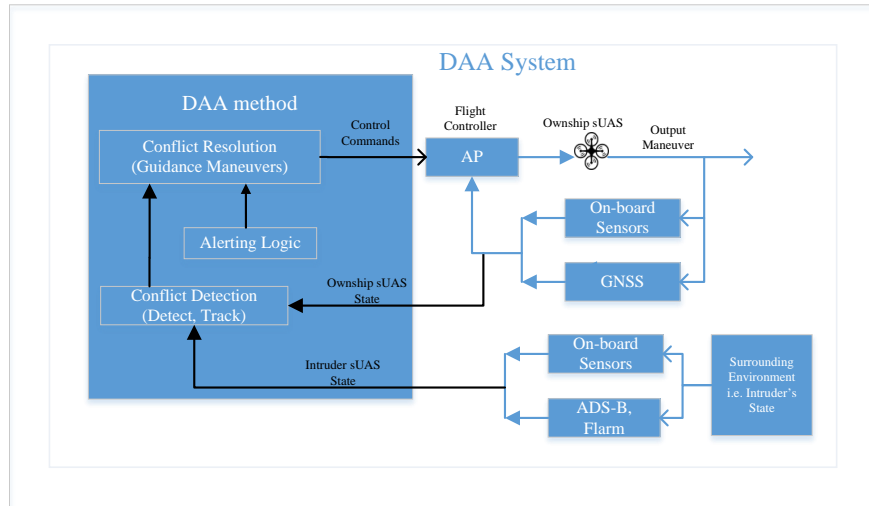 DAA System
DAA method
Conflict Resolution
(Guidance Maneuvers)
Alerting Logic
Conflict Detection
(Detect, Track)
Control
Commands
Flight
Controller
AP
Ownship sUAS
Output
Maneuver
On-board
Sensors
GNSS
Ownship sUAS
State
Intruder sUAS
State
On-board
Sensors
ADS-B,
Flarm
Surrounding
Environment
i.e. Intruder's
State